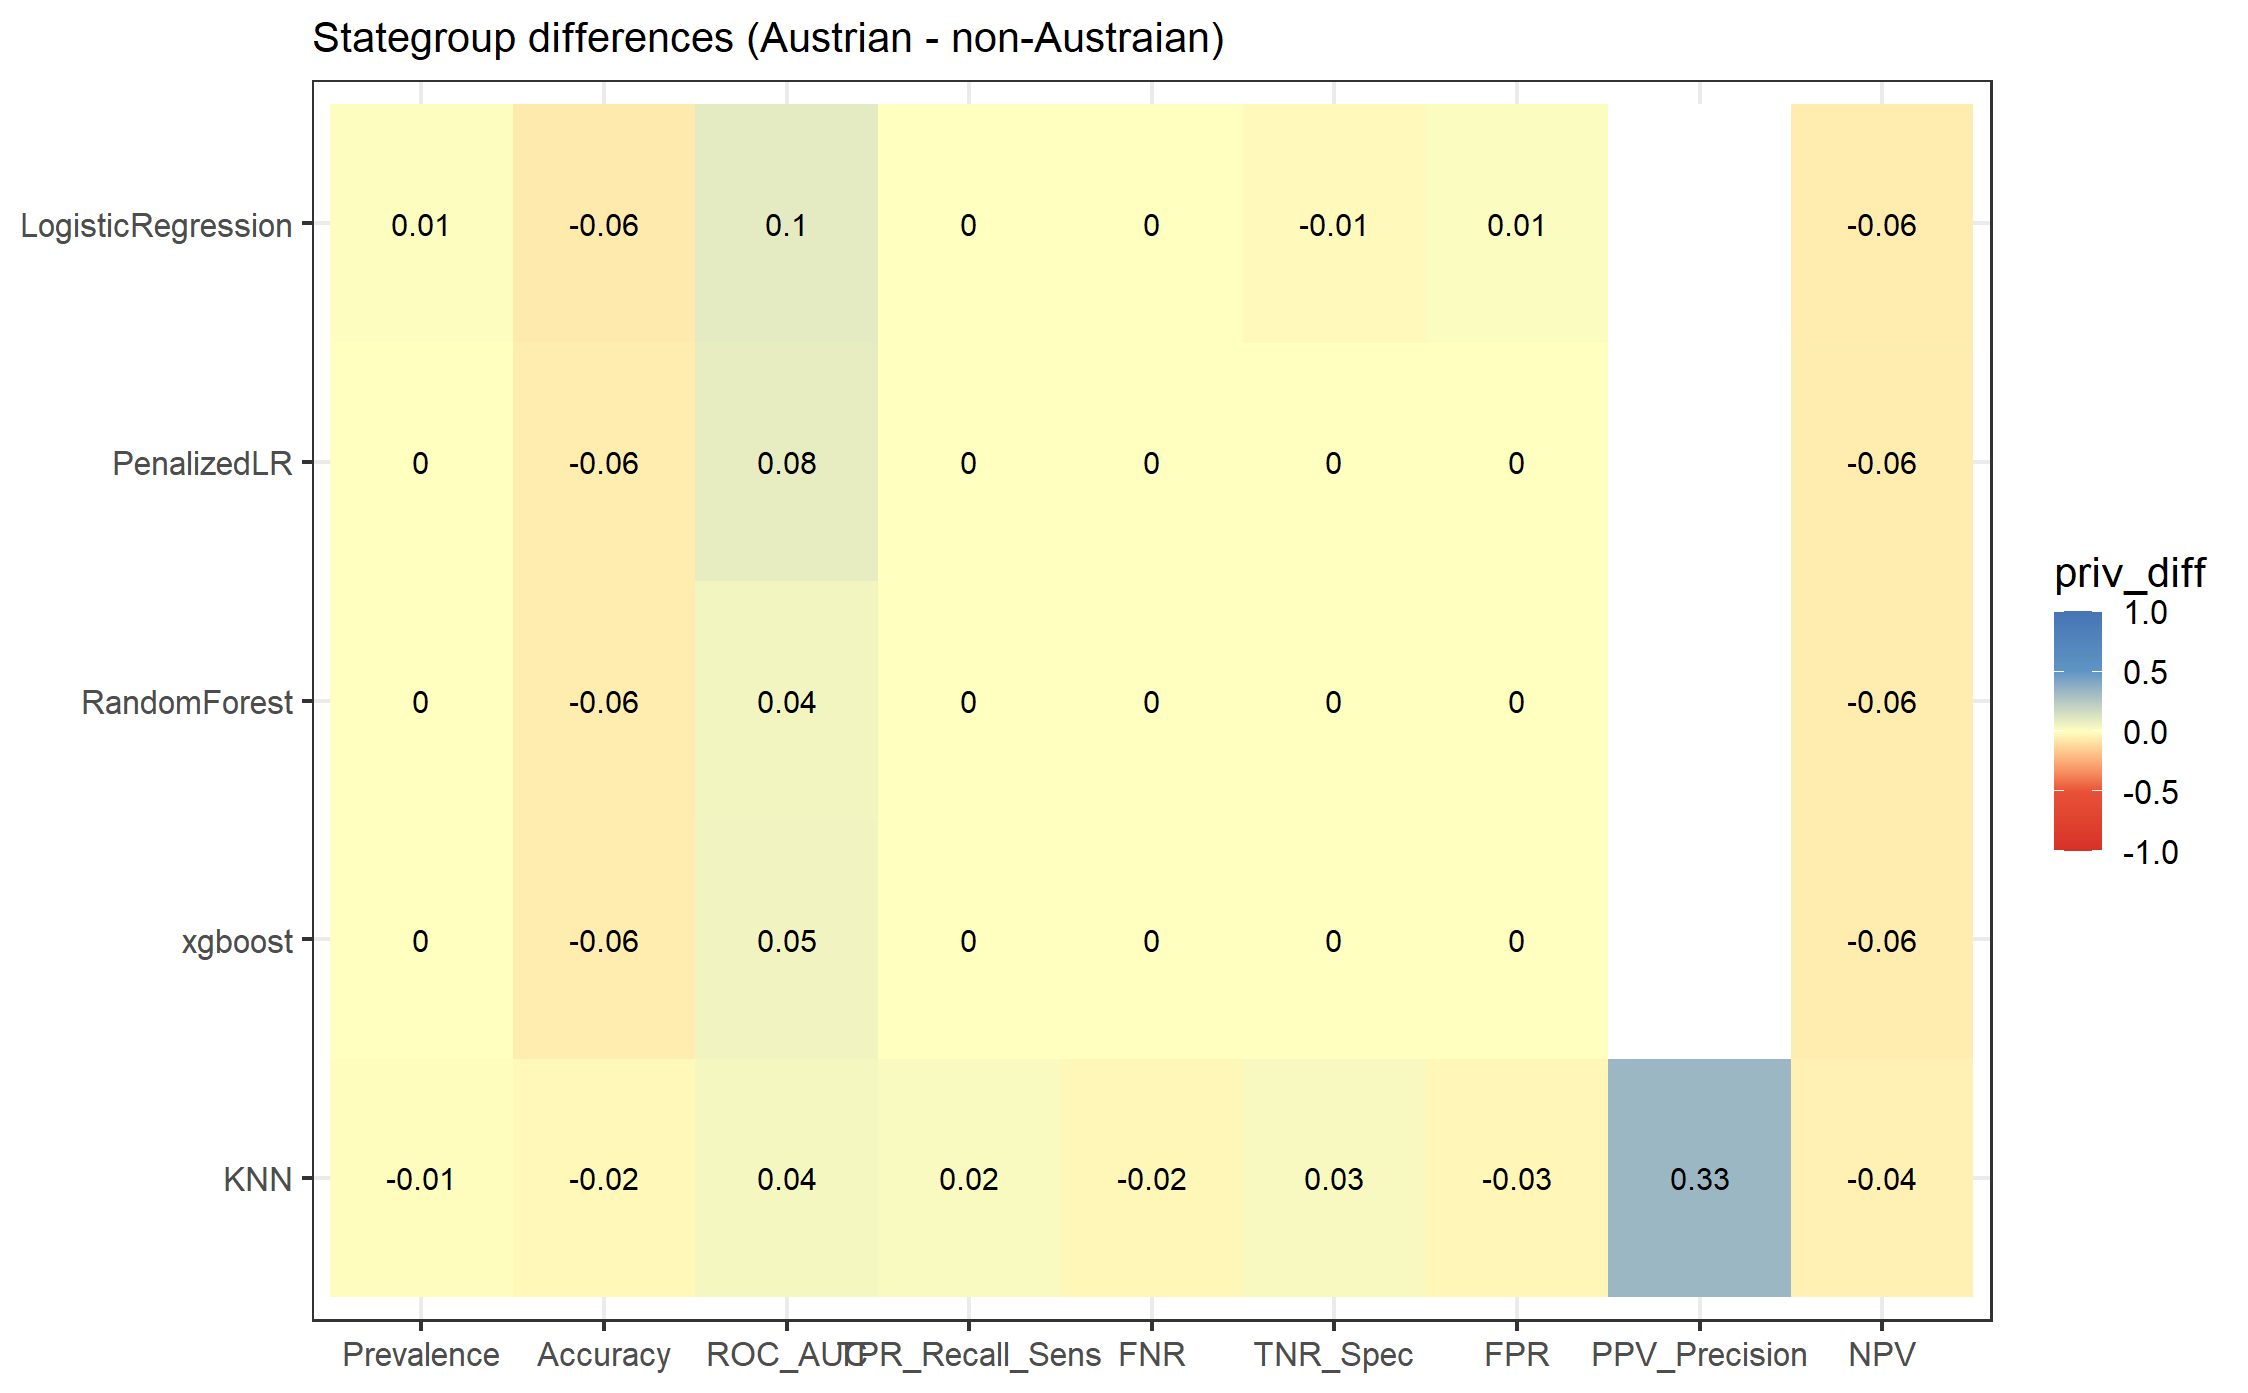 Stategroup differences (Austrian - non-Austraian)
LogisticRegression 0.01 -0.06 0.1 0 0 -0.01 0.01 -0.06
PenalizedLR 0 -0.06 0.08 0 0 0 0 -0.06
RandomForest 0 -0.06 0.04 0 0 0 0 -0.06
xgboost 0 -0.06 0.05 0 0 0 0 -0.06
KNN -0.01 -0.02 0.04 0.02 -0.02 0.03 -0.03 0.33 -0.04
Prevalence Accuracy ROC_AUC TPR_Recall_Sens FNR TNR_Spec FPR PPV_Precision NPV
priv_diff
1.0
0.5
0.0
-0.5
-1.0